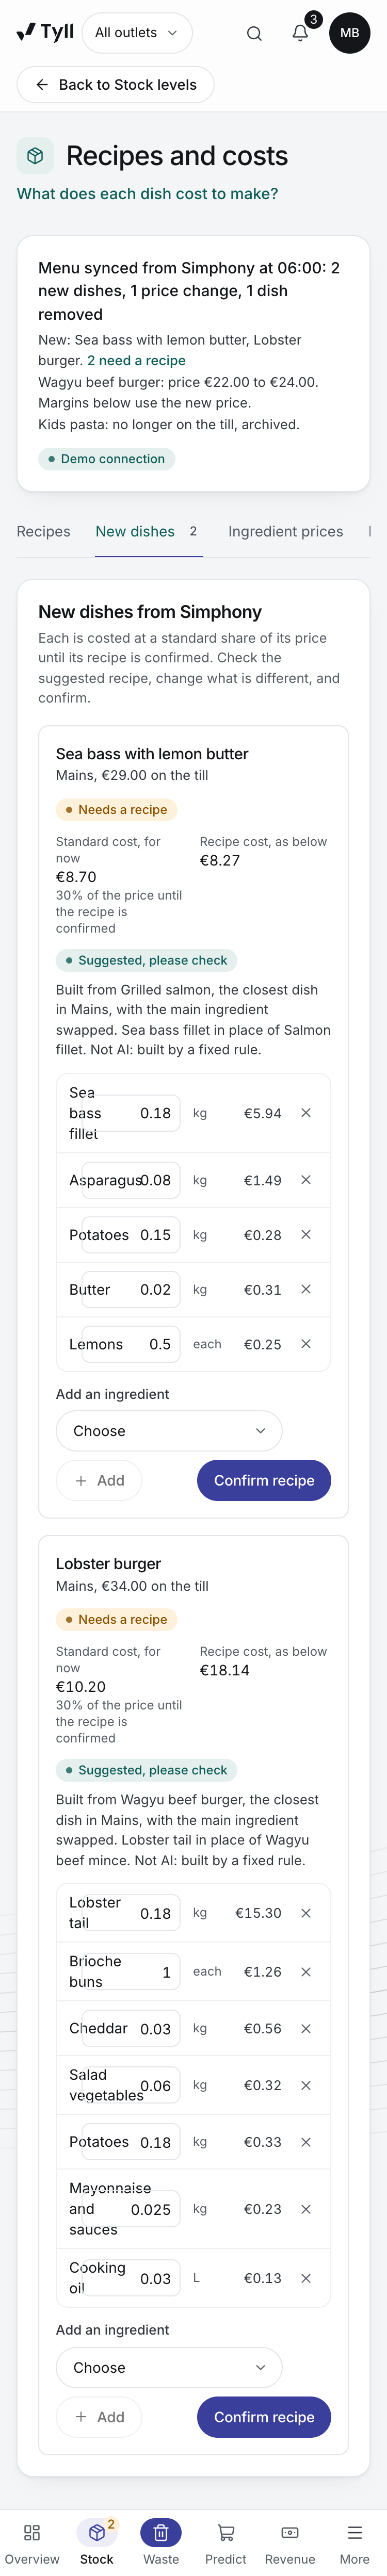 Tyll
All outlets
3
MB
Back to Stock levels
Recipes and costs
What does each dish cost to make?
Menu synced from Simphony at 06:00: 2
new dishes, 1 price change, 1 dish
removed
New: Sea bass with lemon butter, Lobster
burger. 2 need a recipe
Wagyu beef burger: price €22.00 to €24.00.
Margins below use the new price.
Kids pasta: no longer on the till, archived.
Demo connection
Recipes New dishes 2 Ingredient prices
New dishes from Simphony
Each is costed at a standard share of its price
until its recipe is confirmed. Check the
suggested recipe, change what is different, and
confirm.
Sea bass with lemon butter
Mains, €29.00 on the till
Needs a recipe
Standard cost, for
now
€8.70
30% of the price until
the recipe is
confirmed
Recipe cost, as below
€8.27
Suggested, please check
Built from Grilled salmon, the closest dish
in Mains, with the main ingredient
swapped. Sea bass fillet in place of Salmon
fillet. Not AI: built by a fixed rule.
Sea
bass
fillet
0.18 kg €5.94
Asparagus 0.08 kg €1.49
Potatoes 0.15 kg €0.28
Butter 0.02 kg €0.31
Lemons 0.5 each €0.25
Add an ingredient
Choose
Add
Confirm recipe
Lobster burger
Mains, €34.00 on the till
Needs a recipe
Standard cost, for
now
€10.20
30% of the price until
the recipe is
confirmed
Recipe cost, as below
€18.14
Suggested, please check
Built from Wagyu beef burger, the closest
dish in Mains, with the main ingredient
swapped. Lobster tail in place of Wagyu
beef mince. Not AI: built by a fixed rule.
Lobster
tail
0.18 kg €15.30
Brioche
buns
1 each €1.26
Cheddar 0.03 kg €0.56
Salad
vegetables
0.06 kg €0.32
Potatoes 0.18 kg €0.33
Mayonnaise
and
sauces
0.025 kg €0.23
Cooking
oil
0.03 L €0.13
Add an ingredient
Choose
Add
Confirm recipe
2
Overview Stock Waste Predict Revenue More